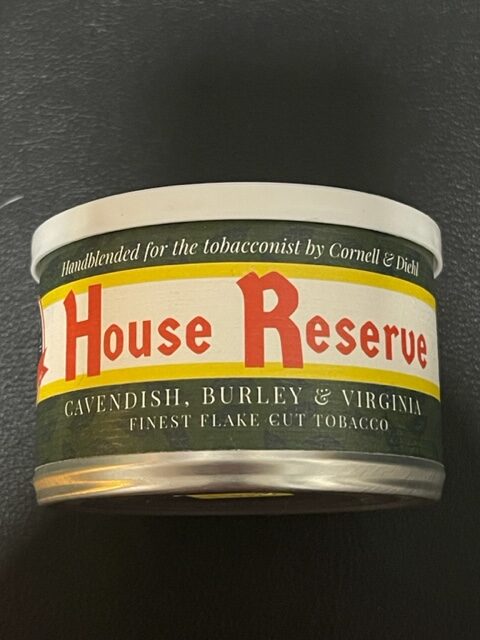 Handblended for the tobacconist by Cornell & Diehl
House Reserve
CAVENDISH, BURLEY & VIRGINIA
FINEST FLAKE CUT TOBACCO